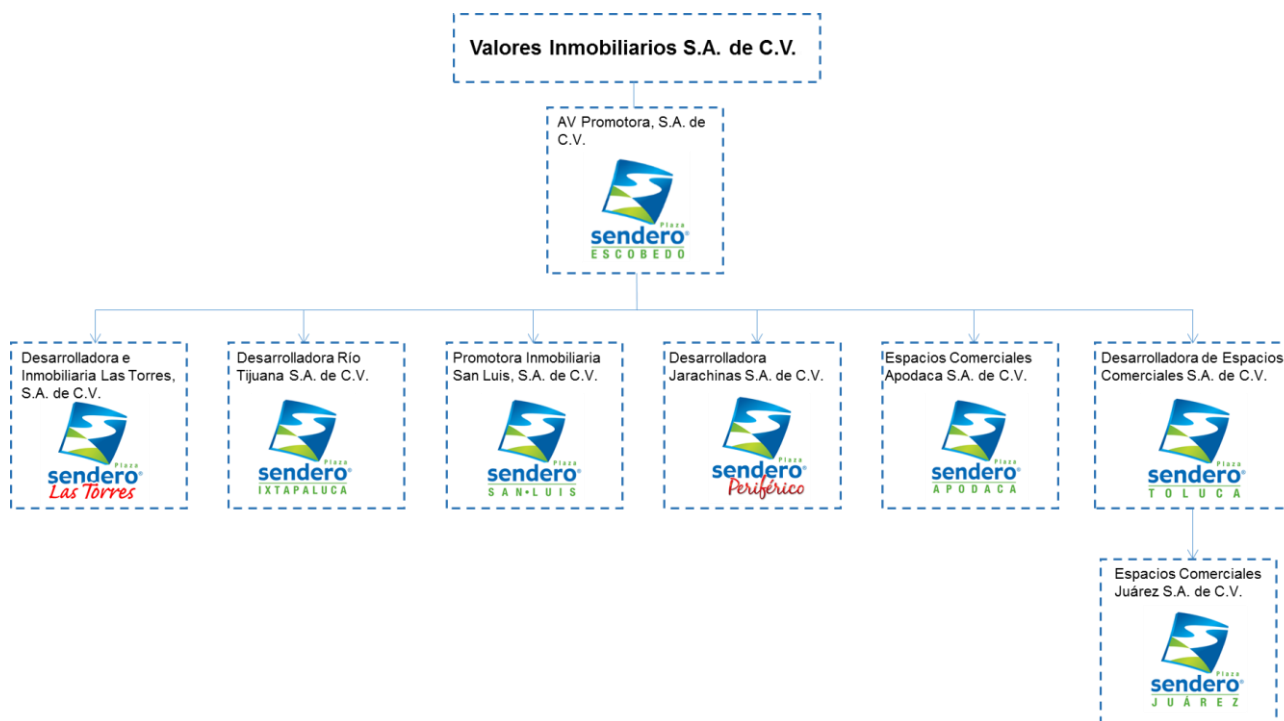 Valores Inmobiliarios S.A. de C.V.
AV Promotora, S.A. de
C.V.
Plaza
sendero®
ESCOBEDO
Desarrolladora e
Inmobiliaria Las Torres,
S.A. de C.V.
Plaza
sendero®
Las Torres
Desarrolladora Río
Tijuana S.A. de C.V.
Plaza
sendero®
IXTAPALUCA
Promotora Inmobiliaria
San Luis, S.A. de C.V.
Plaza
sendero®
SAN•LUIS
Desarrolladora
Jarachinas S.A. de C.V.
Plaza
sendero®
Periférico
Espacios Comerciales
Apodaca S.A. de C.V.
Plaza
sendero®
APODACA
Desarrolladora de Espacios
Comerciales S.A. de C.V.
Plaza
sendero®
TOLUCA
Espacios Comerciales
Juárez S.A. de C.V.
Plaza
sendero®
JUÁREZ